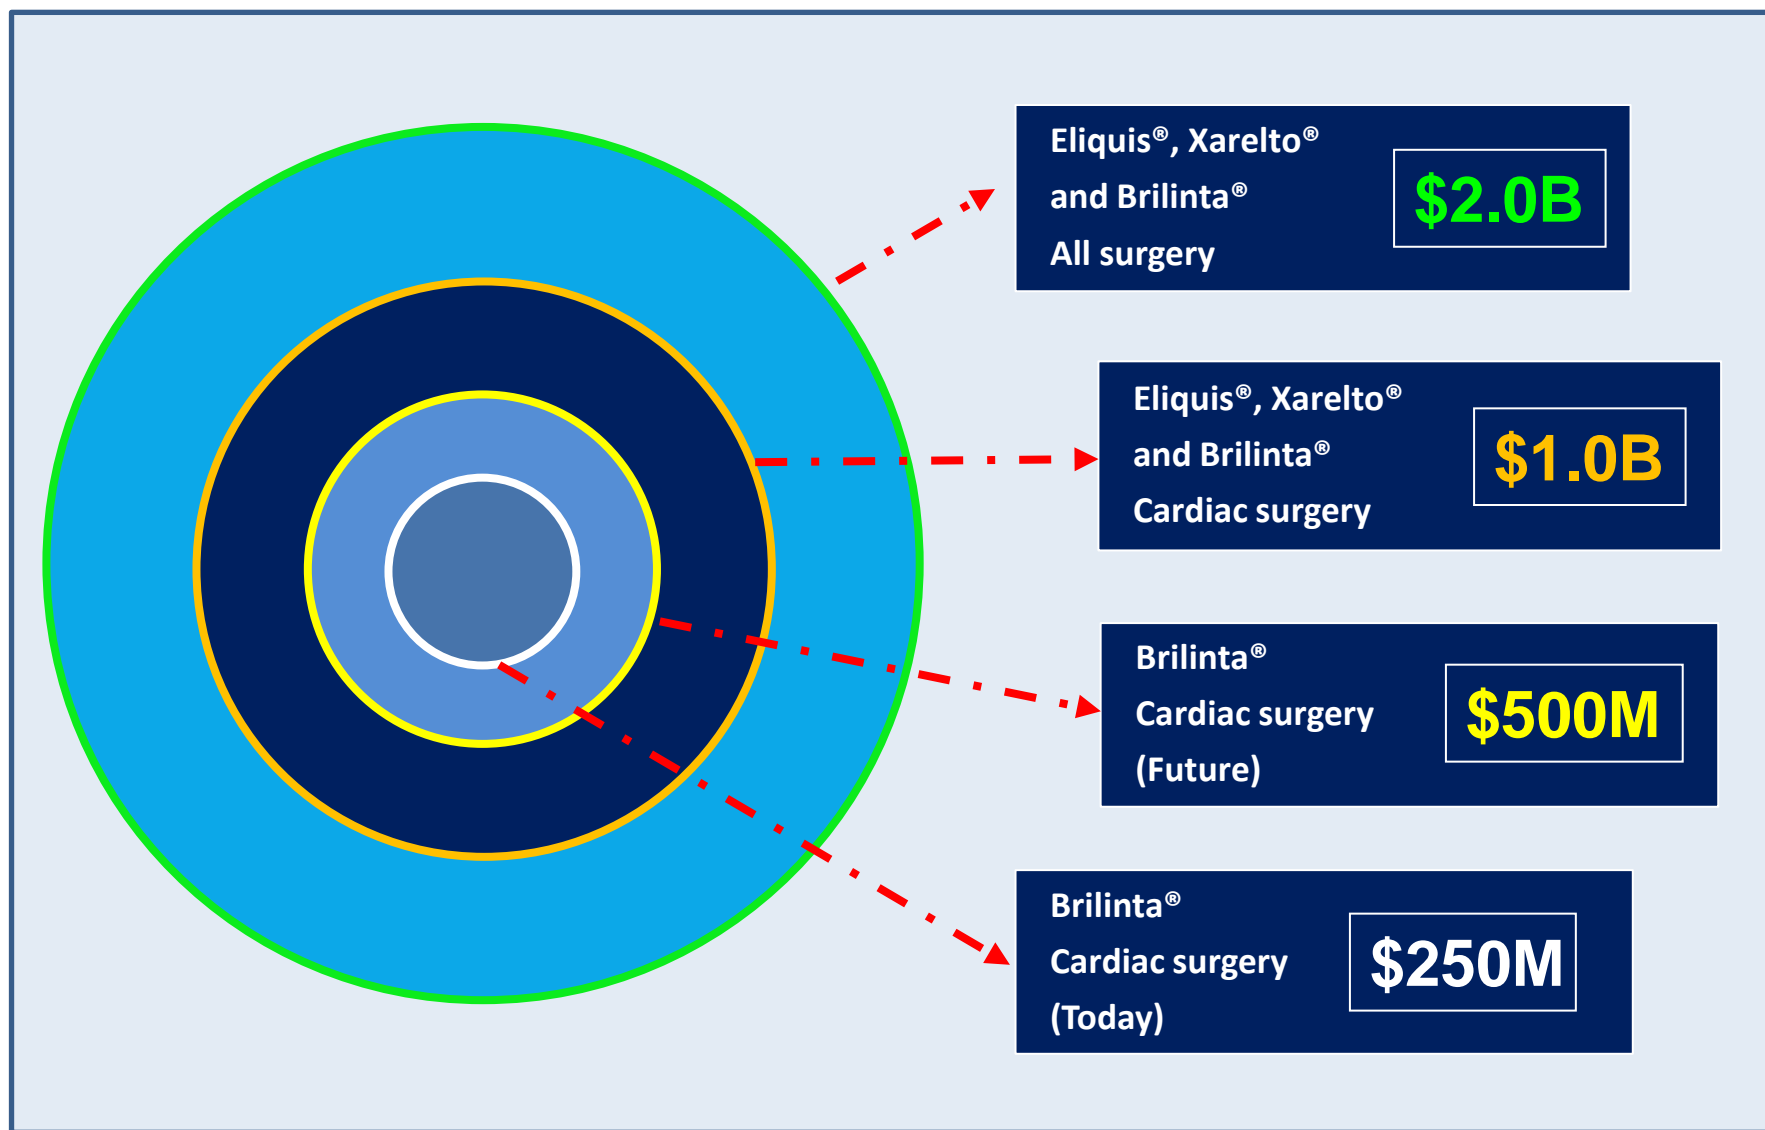 Eliquis®, Xarelto®
and Brilinta®
All surgery
$2.0B
Eliquis®, Xarelto®
and Brilinta®
Cardiac surgery
$1.0B
Brilinta®
Cardiac surgery
(Future)
$500M
Brilinta®
Cardiac surgery
(Today)
$250M